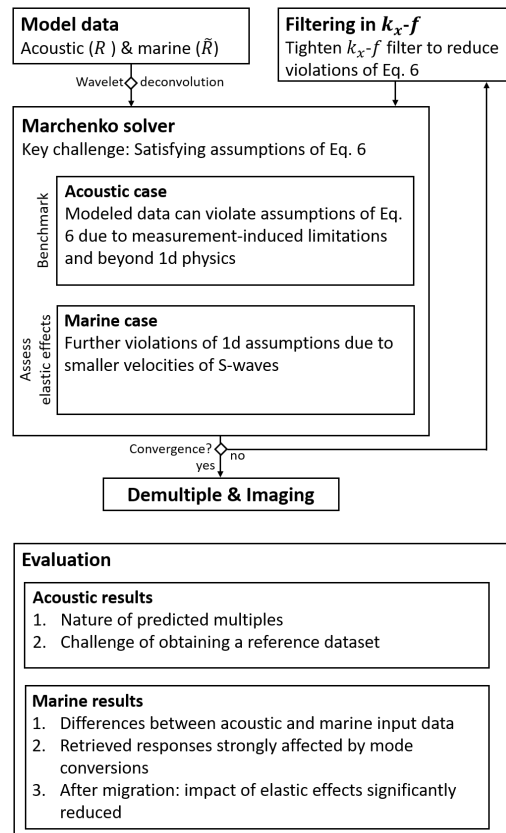 Model data
Acoustic (R ) & marine (R̃)
Filtering in kₓ-f
Tighten kₓ-f filter to reduce
violations of Eq. 6
Wavelet deconvolution
Marchenko solver
Key challenge: Satisfying assumptions of Eq. 6
Benchmark
Acoustic case
Modeled data can violate assumptions of Eq.
6 due to measurement-induced limitations
and beyond 1d physics
Assess
elastic effects
Marine case
Further violations of 1d assumptions due to
smaller velocities of S-waves
Convergence?
no
yes
Demultiple & Imaging
Evaluation
Acoustic results
1. Nature of predicted multiples
2. Challenge of obtaining a reference dataset
Marine results
1. Differences between acoustic and marine input data
2. Retrieved responses strongly affected by mode
conversions
3. After migration: impact of elastic effects significantly
reduced